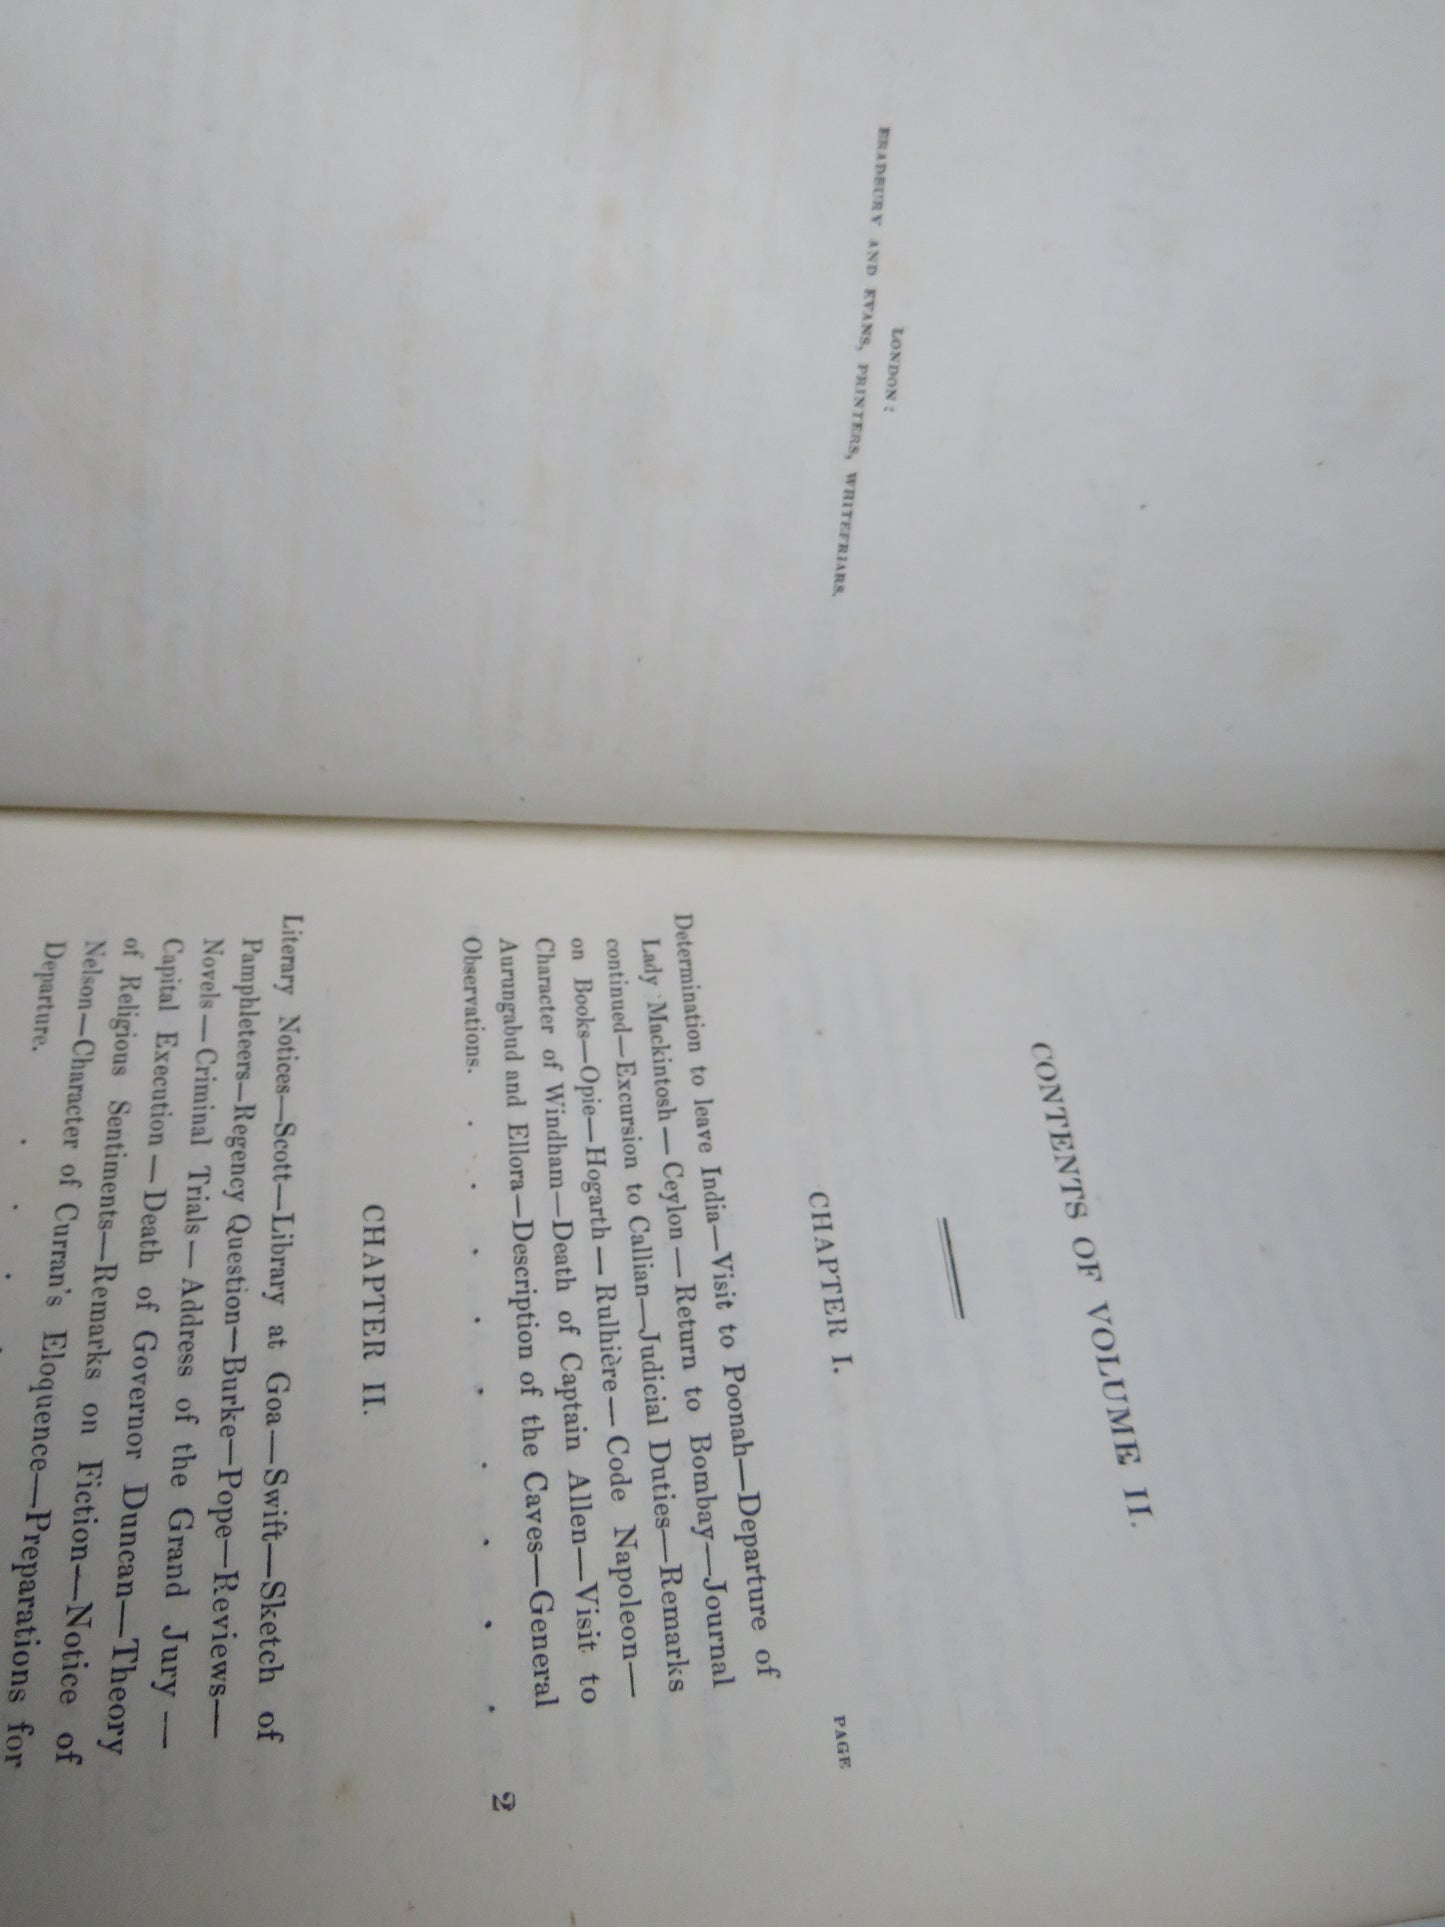 LONDON:
BRADBURY AND EVANS, PRINTERS, WHITEFRIARS.
CONTENTS OF VOLUME II.
CHAPTER I.
PAGE
Determination to leave India—Visit to Poonah—Departure of
Lady Mackintosh—Ceylon—Return to Bombay—Journal
continued—Excursion to Callian—Judicial Duties—Remarks
on Books—Opie—Hogarth—Rulhière—Code Napoleon—
Character of Windham—Death of Captain Allen—Visit to
Aurungabud and Ellora—Description of the Caves—General
Observations. . . . . . . . . . 2
CHAPTER II.
Literary Notices—Scott—Library at Goa—Swift—Sketch of
Pamphleteers—Regency Question—Burke—Pope—Reviews—
Novels—Criminal Trials—Address of the Grand Jury—
Capital Execution—Death of Governor Duncan—Theory
of Religious Sentiments—Remarks on Fiction—Notice of
Nelson—Character of Curran's Eloquence—Preparations for
Departure. . . . .